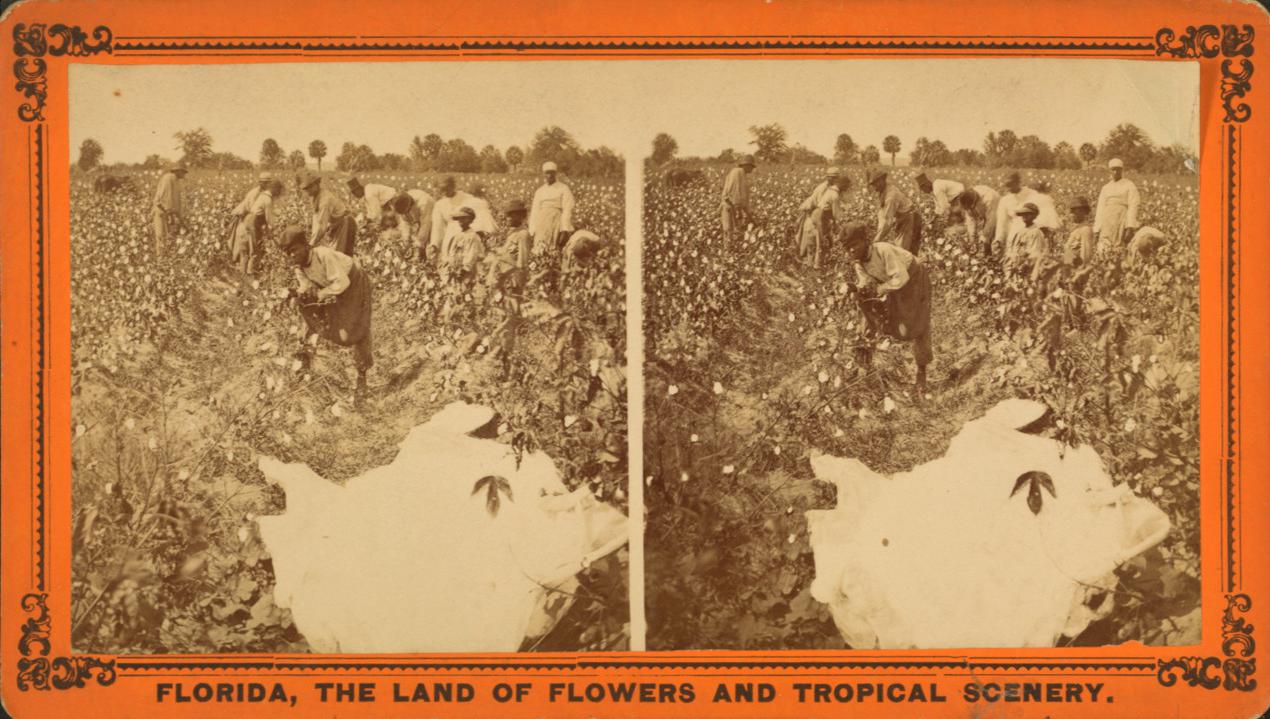 FLORIDA, THE LAND OF FLOWERS AND TROPICAL SCENERY.